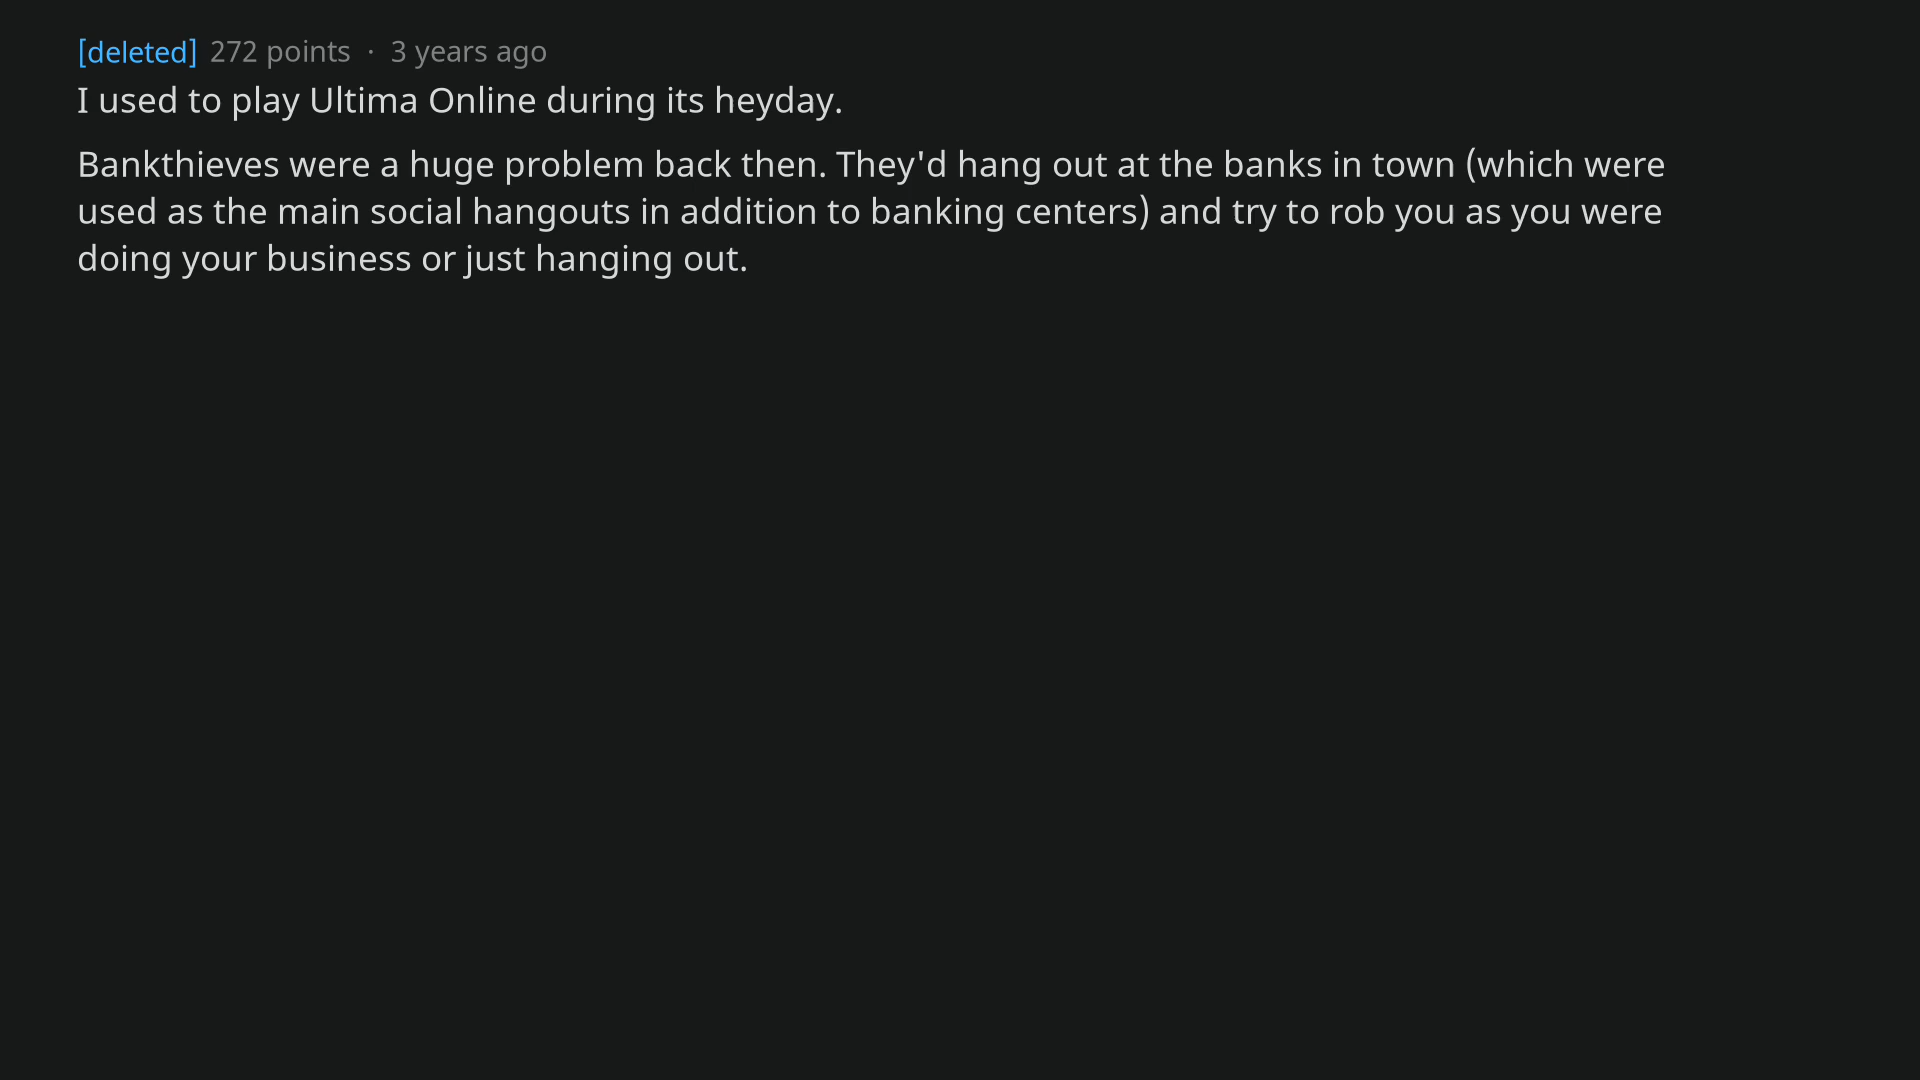 [deleted] 272 points · 3 years ago
I used to play Ultima Online during its heyday.
Bankthieves were a huge problem back then. They'd hang out at the banks in town (which were
used as the main social hangouts in addition to banking centers) and try to rob you as you were
doing your business or just hanging out.